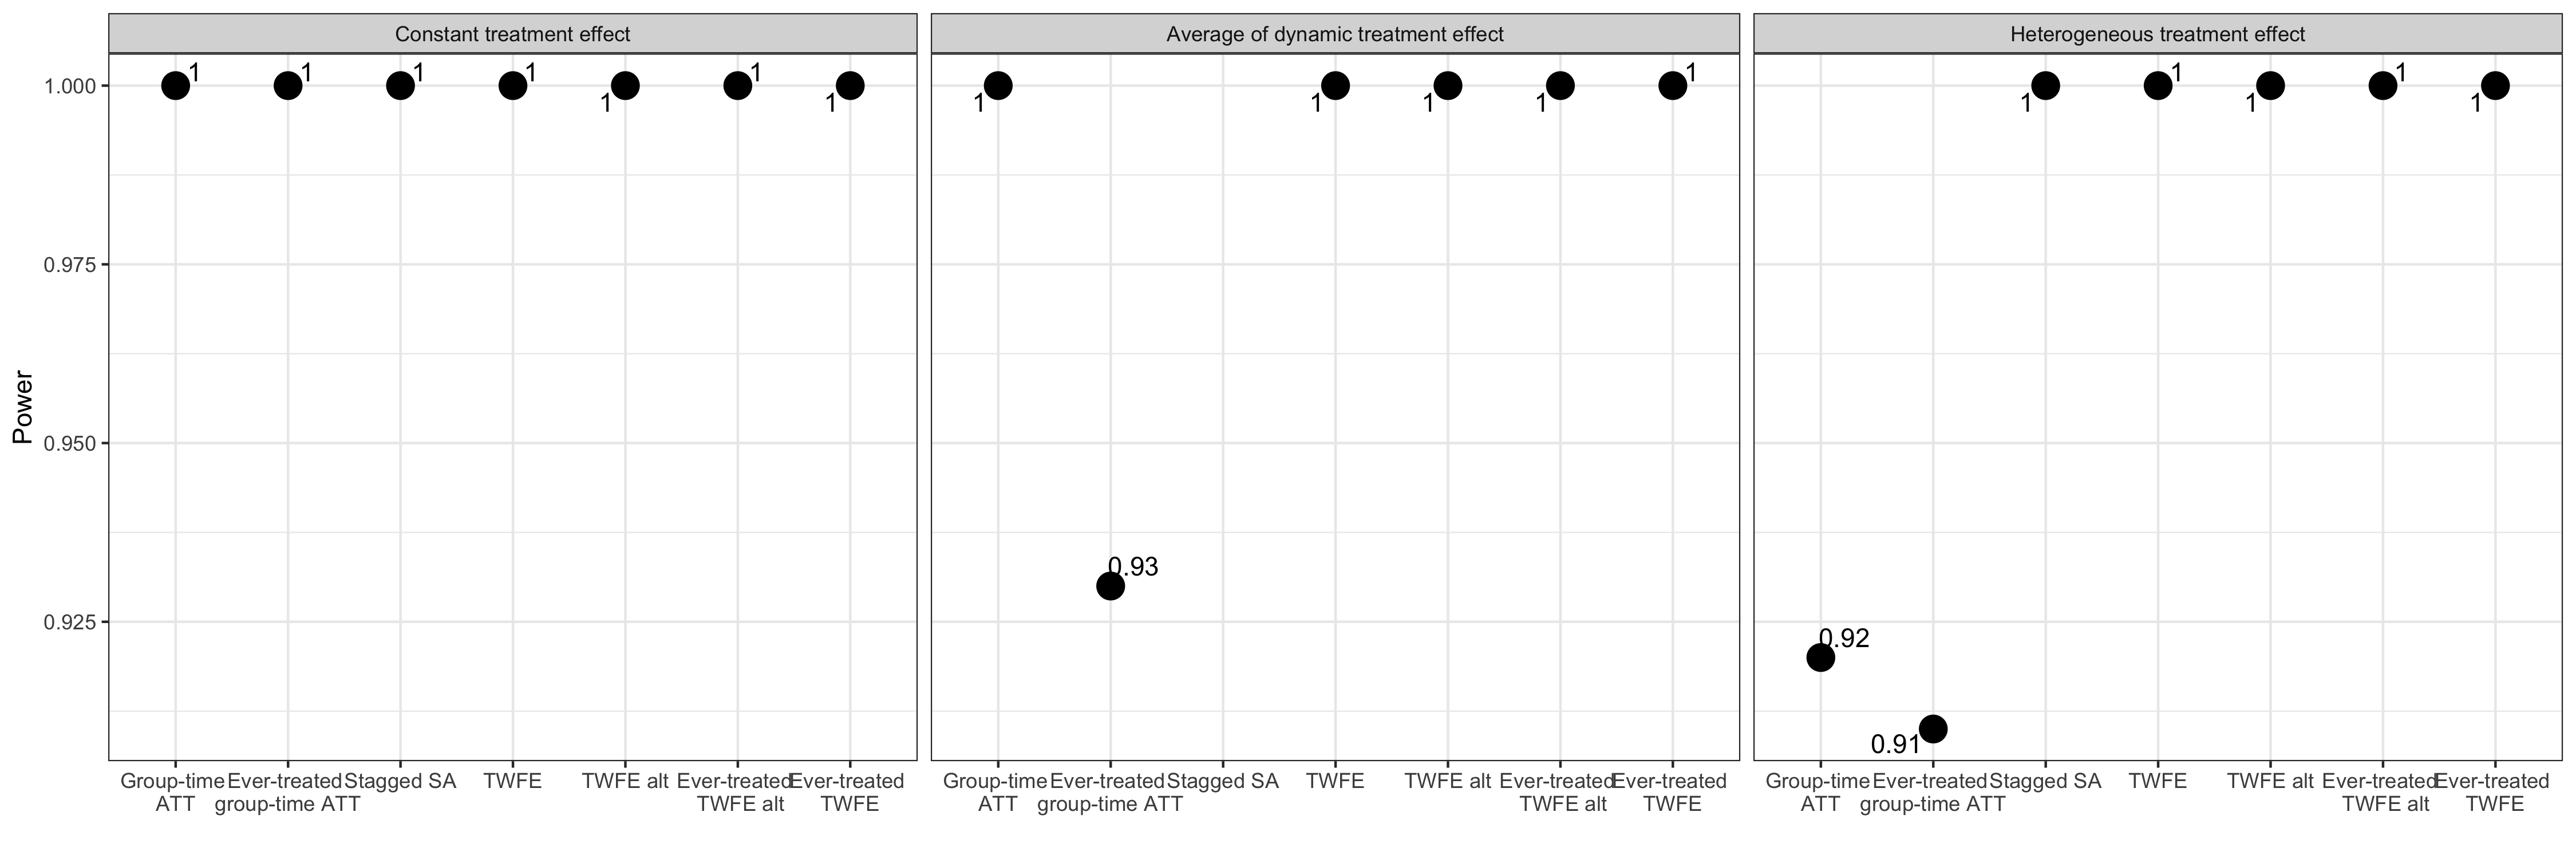 Constant treatment effect
Average of dynamic treatment effect
Heterogeneous treatment effect
Power
1.000
0.975
0.950
0.925
1 1 1 1 1 1 1
1 0.93 1 1 1 1
0.92 0.91 1 1 1 1 1
Group-time Ever-treated Stagged SA TWFE TWFE alt Ever-treated Ever-treated
ATT group-time ATT TWFE alt TWFE
Group-time Ever-treated Stagged SA TWFE TWFE alt Ever-treated Ever-treated
ATT group-time ATT TWFE alt TWFE
Group-time Ever-treated Stagged SA TWFE TWFE alt Ever-treated Ever-treated
ATT group-time ATT TWFE alt TWFE